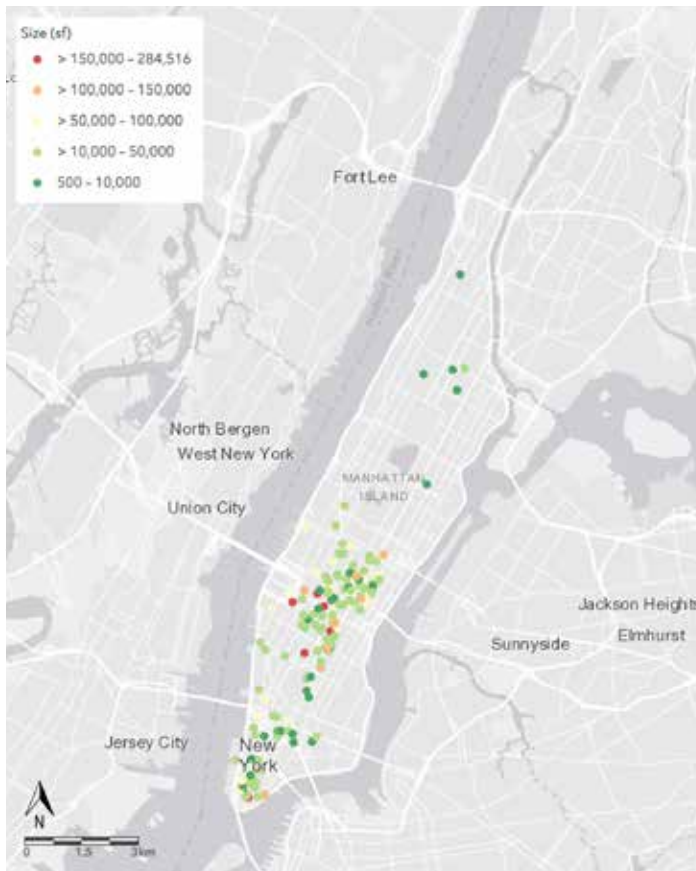 Size (sf)
> 150,000 - 284,516
> 100,000 - 150,000
> 50,000 - 100,000
> 10,000 - 50,000
500 - 10,000
Fort Lee
North Bergen
West New York
Union City
MANHATTAN
ISLAND
Jackson Heights
Elmhurst
Sunnyside
Jersey City
New
York
N
0 1.5 3km